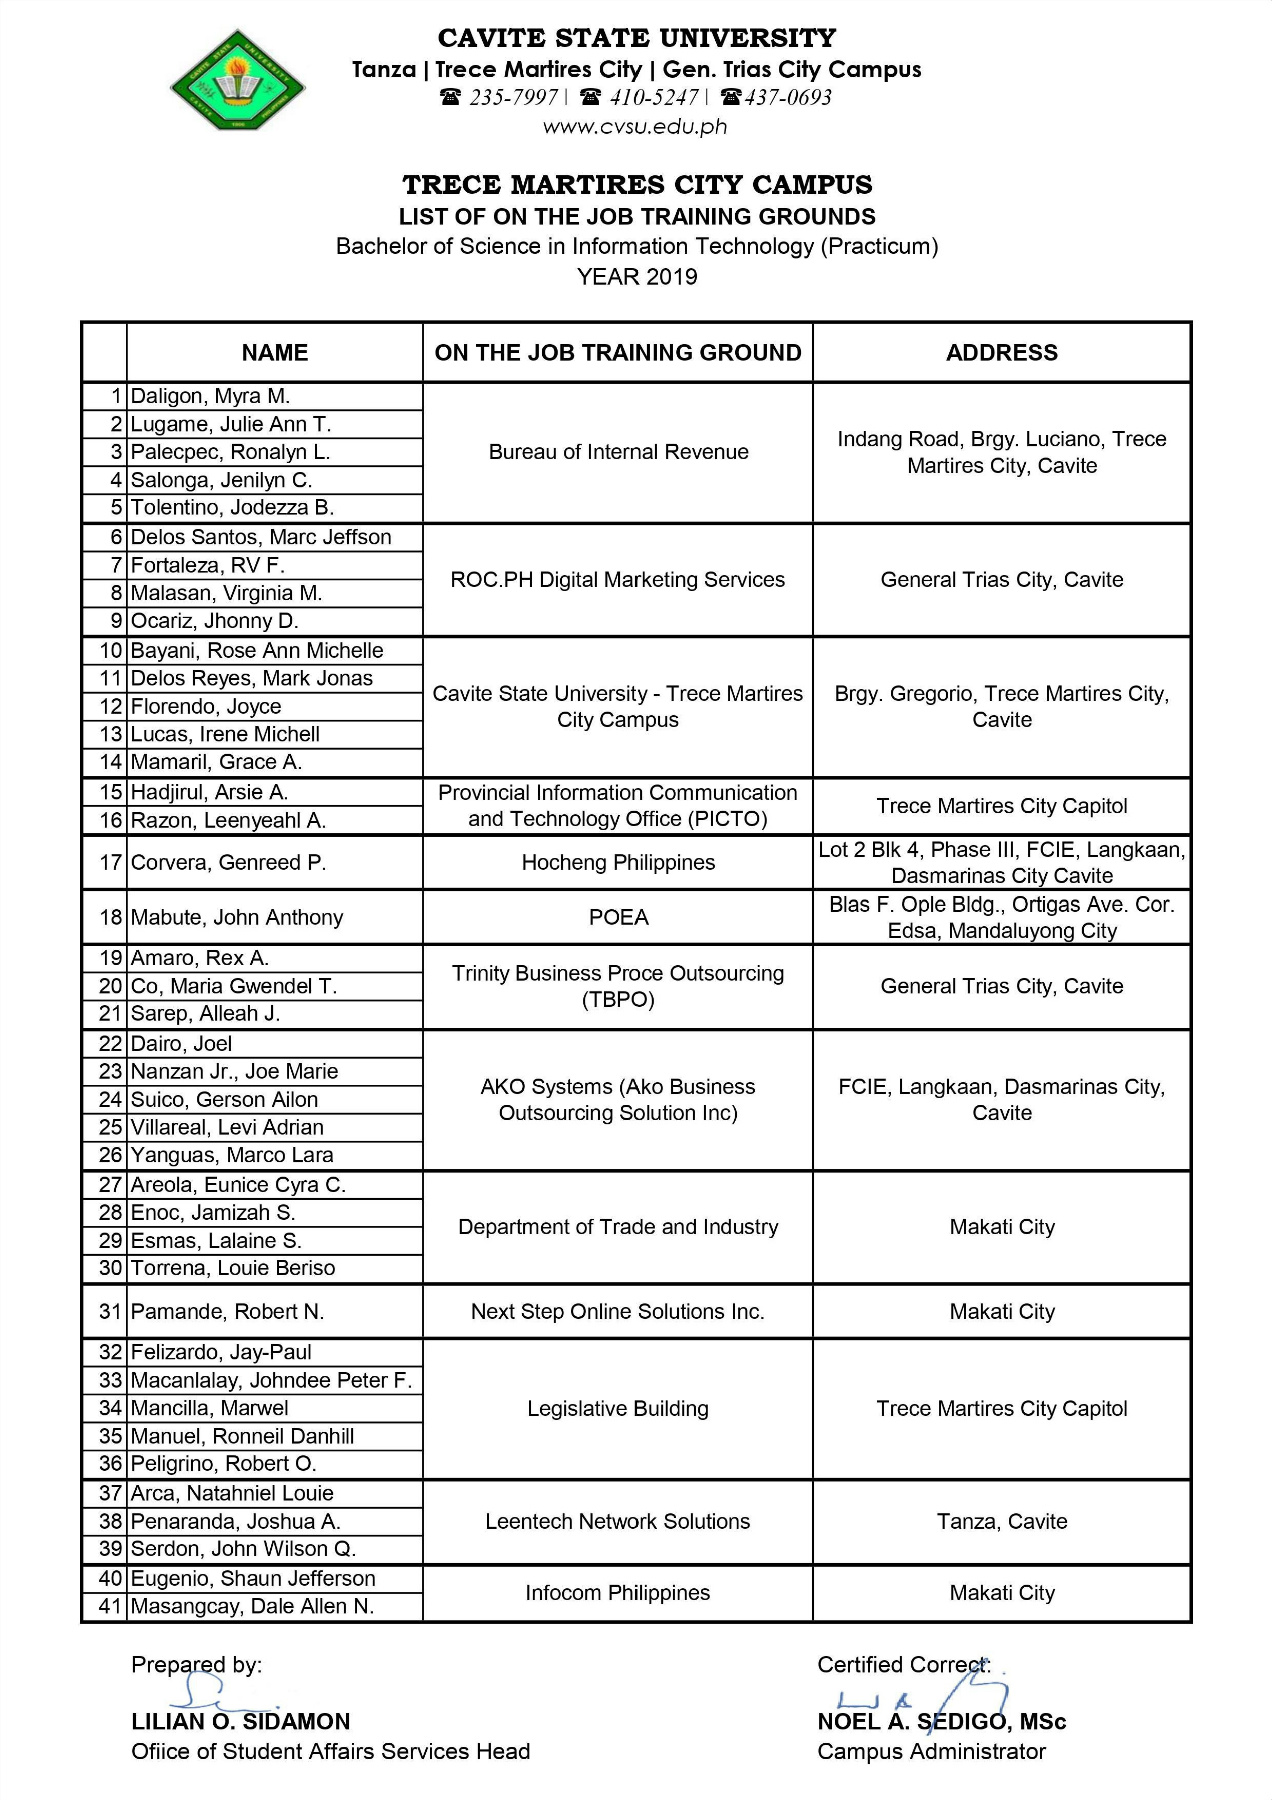 CAVITE STATE UNIVERSITY
Tanza | Trece Martires City | Gen. Trias City Campus
☎ 235-7997 | ☎ 410-5247 | ☎437-0693
www.cvsu.edu.ph
CAVITE STATE UNIVERSITY
CAVITE PHILIPPINES
1906
TRECE MARTIRES CITY CAMPUS
LIST OF ON THE JOB TRAINING GROUNDS
Bachelor of Science in Information Technology (Practicum)
YEAR 2019
NAME ON THE JOB TRAINING GROUND ADDRESS
1 Daligon, Myra M.
2 Lugame, Julie Ann T.
3 Palecpec, Ronalyn L.
4 Salonga, Jenilyn C.
5 Tolentino, Jodezza B.
Bureau of Internal Revenue
Indang Road, Brgy. Luciano, Trece
Martires City, Cavite
6 Delos Santos, Marc Jeffson
7 Fortaleza, RV F.
8 Malasan, Virginia M.
9 Ocariz, Jhonny D.
ROC.PH Digital Marketing Services
General Trias City, Cavite
10 Bayani, Rose Ann Michelle
11 Delos Reyes, Mark Jonas
12 Florendo, Joyce
13 Lucas, Irene Michell
14 Mamaril, Grace A.
Cavite State University - Trece Martires
City Campus
Brgy. Gregorio, Trece Martires City,
Cavite
15 Hadjirul, Arsie A.
16 Razon, Leenyeahl A.
Provincial Information Communication
and Technology Office (PICTO)
Trece Martires City Capitol
17 Corvera, Genreed P.
Hocheng Philippines
Lot 2 Blk 4, Phase III, FCIE, Langkaan,
Dasmarinas City Cavite
18 Mabute, John Anthony
POEA
Blas F. Ople Bldg., Ortigas Ave. Cor.
Edsa, Mandaluyong City
19 Amaro, Rex A.
20 Co, Maria Gwendel T.
21 Sarep, Alleah J.
Trinity Business Proce Outsourcing
(TBPO)
General Trias City, Cavite
22 Dairo, Joel
23 Nanzan Jr., Joe Marie
24 Suico, Gerson Ailon
25 Villareal, Levi Adrian
26 Yanguas, Marco Lara
AKO Systems (Ako Business
Outsourcing Solution Inc)
FCIE, Langkaan, Dasmarinas City,
Cavite
27 Areola, Eunice Cyra C.
28 Enoc, Jamizah S.
29 Esmas, Lalaine S.
30 Torrena, Louie Beriso
Department of Trade and Industry
Makati City
31 Pamande, Robert N.
Next Step Online Solutions Inc.
Makati City
32 Felizardo, Jay-Paul
33 Macanlalay, Johndee Peter F.
34 Mancilla, Marwel
35 Manuel, Ronneil Danhill
36 Peligrino, Robert O.
Legislative Building
Trece Martires City Capitol
37 Arca, Natahniel Louie
38 Penaranda, Joshua A.
39 Serdon, John Wilson Q.
Leentech Network Solutions
Tanza, Cavite
40 Eugenio, Shaun Jefferson
41 Masangcay, Dale Allen N.
Infocom Philippines
Makati City
Prepared by:
LILIAN O. SIDAMON
Ofiice of Student Affairs Services Head
Certified Correct:
NOEL A. SEDIGO, MSc
Campus Administrator